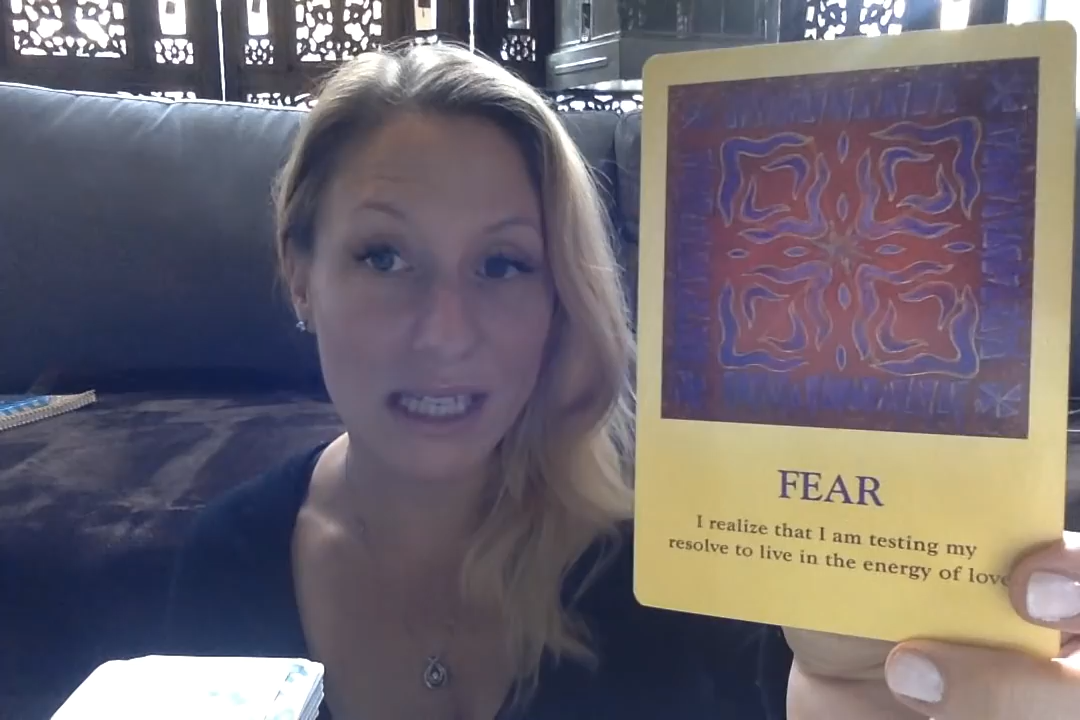 FEAR
I realize that I am testing my
resolve to live in the energy of love